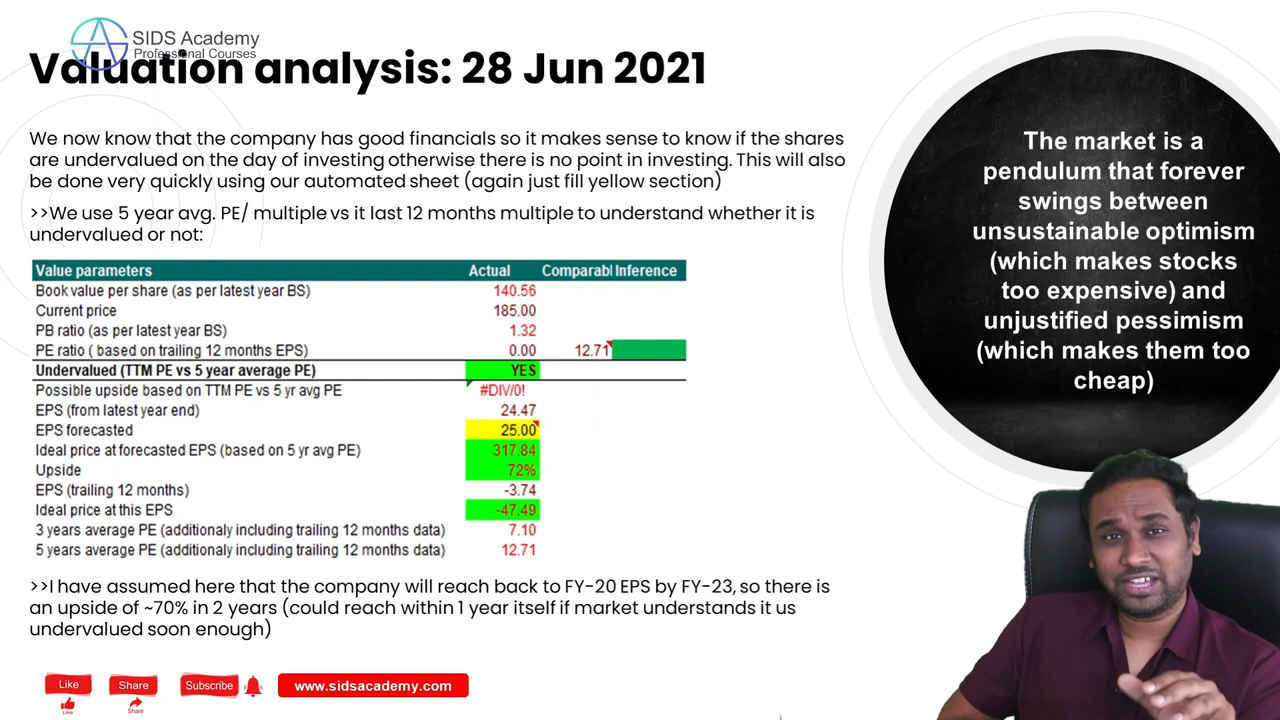 SIDS Academy
Professional Courses
Valuation analysis: 28 Jun 2021
We now know that the company has good financials so it makes sense to know if the shares
are undervalued on the day of investing otherwise there is no point in investing. This will also
be done very quickly using our automated sheet (again just fill yellow section)
>>We use 5 year avg. PE/ multiple vs it last 12 months multiple to understand whether it is
undervalued or not:
Value parameters Actual Comparabl Inference
Book value per share (as per latest year BS) 140.56
Current price 185.00
PB ratio (as per latest year BS) 1.32
PE ratio ( based on trailing 12 months EPS) 0.00 12.71
Undervalued (TTM PE vs 5 year average PE) YES
Possible upside based on TTM PE vs 5 yr avg PE #DIV/0!
EPS (from latest year end) 24.47
EPS forecasted 25.00
Ideal price at forecasted EPS (based on 5 yr avg PE) 317.84
Upside 72%
EPS (trailing 12 months) -3.74
Ideal price at this EPS -47.49
3 years average PE (additionaly including trailing 12 months data) 7.10
5 years average PE (additionaly including trailing 12 months data) 12.71
>>I have assumed here that the company will reach back to FY-20 EPS by FY-23, so there is
an upside of ~70% in 2 years (could reach within 1 year itself if market understands it us
undervalued soon enough)
The market is a
pendulum that forever
swings between
unsustainable optimism
(which makes stocks
too expensive) and
unjustified pessimism
(which makes them too
cheap)
Like Share Subscribe www.sidsacademy.com
Like Share